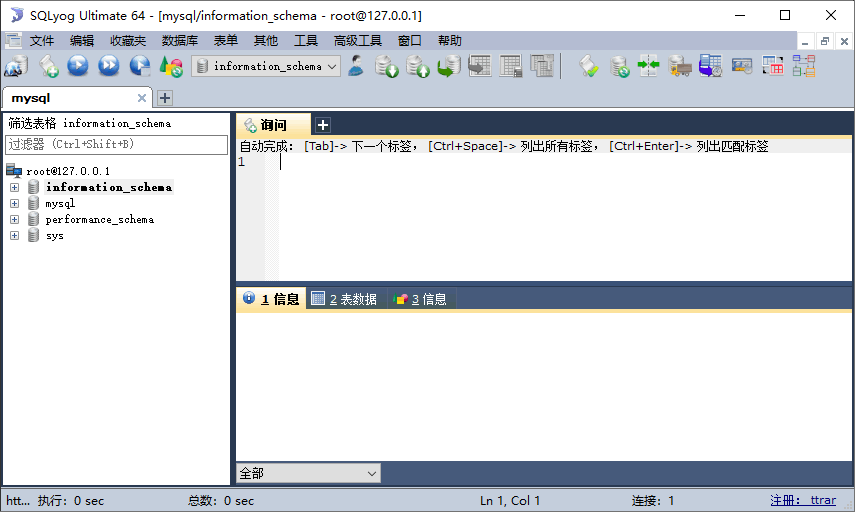 SQLyog Ultimate 64 - [mysql/information_schema - root@127.0.0.1]
文件 编辑 收藏夹 数据库 表单 其他 工具 高级工具 窗口 帮助
information_schema
mysql
筛选表格 information_schema
过滤器 (Ctrl+Shift+B)
root@127.0.0.1
information_schema
mysql
performance_schema
sys
询问
自动完成: [Tab]-> 下一个标签, [Ctrl+Space]-> 列出所有标签, [Ctrl+Enter]-> 列出匹配标签
1
1 信息 2 表数据 3 信息
全部
htt... 执行: 0 sec 总数: 0 sec Ln 1, Col 1 连接: 1 注册: ttrar